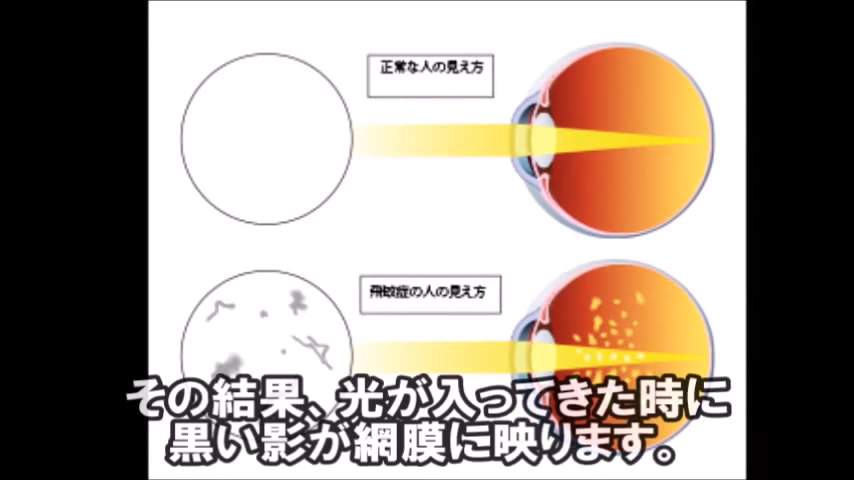 正常な人の見え方
飛蚊症の人の見え方
その結果、光が入ってきた時に
黒い影が網膜に映ります。